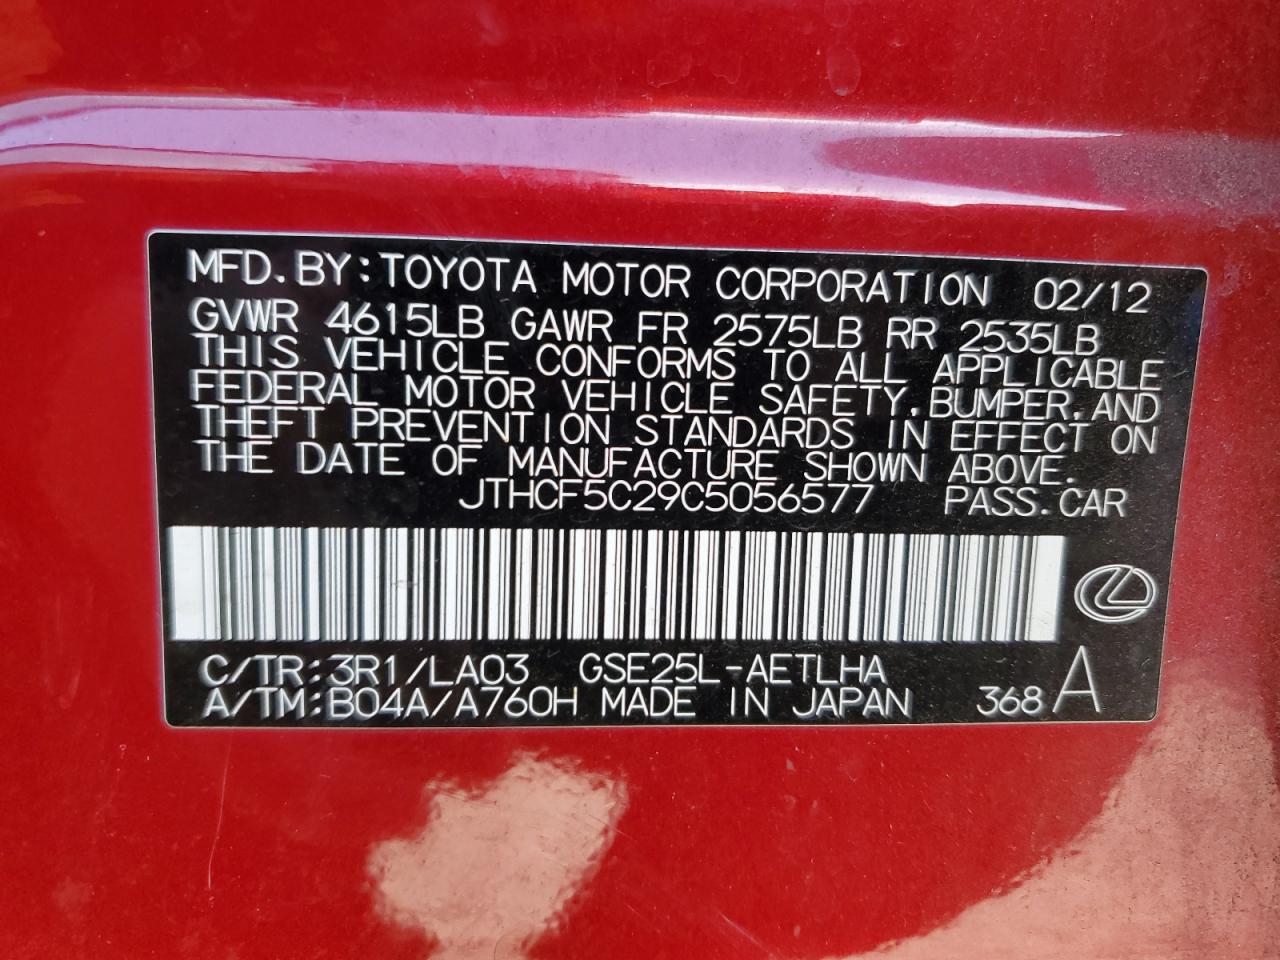 MFD.BY:TOYOTA MOTOR CORPORATION 02/12
GVWR 4615LB GAWR FR 2575LB RR 2535LB
THIS VEHICLE CONFORMS TO ALL APPLICABLE
FEDERAL MOTOR VEHICLE SAFETY,BUMPER,AND
THEFT PREVENTION STANDARDS IN EFFECT ON
THE DATE OF MANUFACTURE SHOWN ABOVE.
JTHCF5C29C5056577 PASS.CAR
C/TR:3R1/LA03 GSE25L-AETLHA
A/TM:B04A/A760H MADE IN JAPAN 368 A